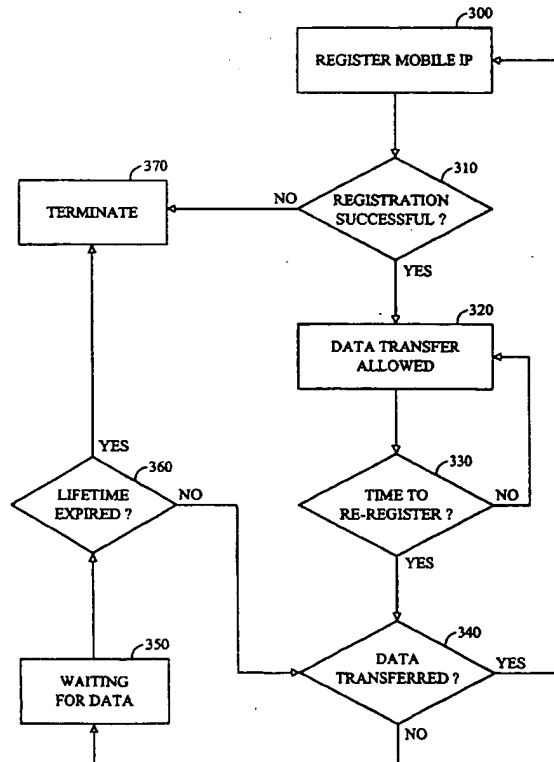 300
REGISTER MOBILE IP
370
TERMINATE
NO
310
REGISTRATION
SUCCESSFUL ?
YES
320
DATA TRANSFER
ALLOWED
YES
360
LIFETIME
EXPIRED ?
NO
330
TIME TO
RE-REGISTER ?
NO
YES
350
WAITING
FOR DATA
340
DATA
TRANSFERRED ?
YES
NO